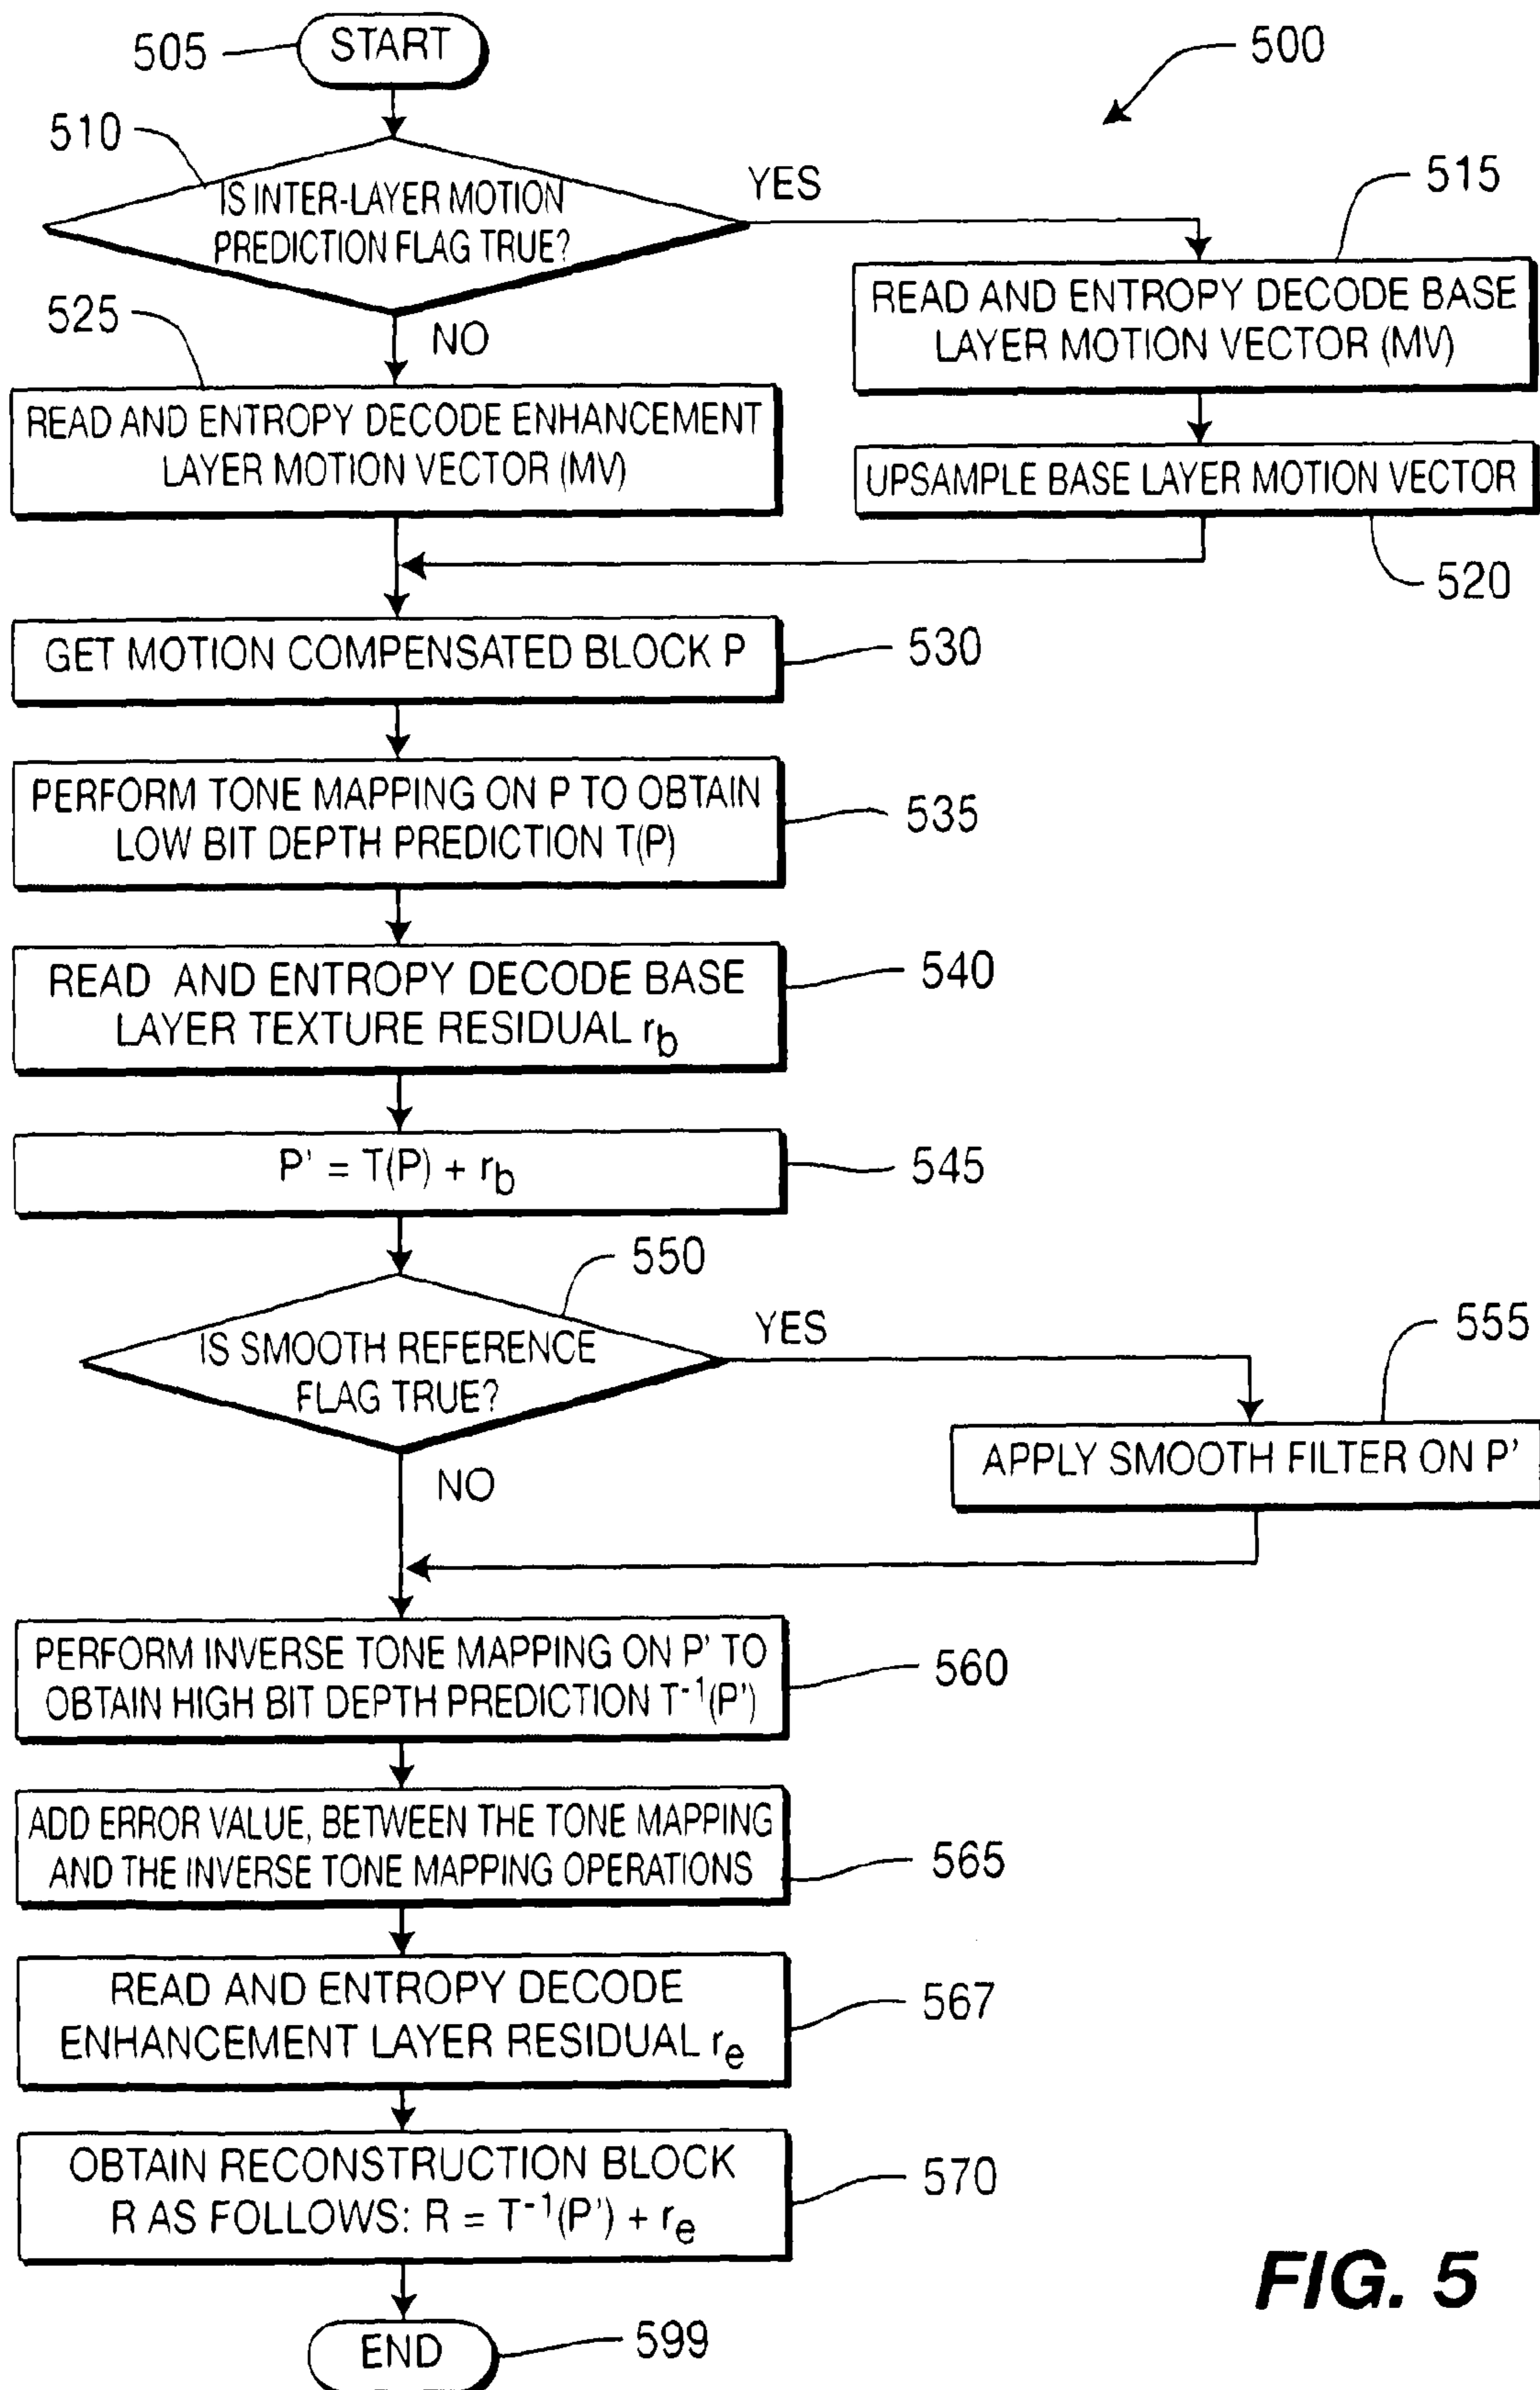 505
START
500
510
IS INTER-LAYER MOTION
PREDICTION FLAG TRUE?
YES
515
READ AND ENTROPY DECODE BASE
LAYER MOTION VECTOR (MV)
525
NO
READ AND ENTROPY DECODE ENHANCEMENT
LAYER MOTION VECTOR (MV)
UPSAMPLE BASE LAYER MOTION VECTOR
520
GET MOTION COMPENSATED BLOCK P
530
PERFORM TONE MAPPING ON P TO OBTAIN
LOW BIT DEPTH PREDICTION T(P)
535
READ AND ENTROPY DECODE BASE
LAYER TEXTURE RESIDUAL rb
540
P' = T(P) + rb
545
550
IS SMOOTH REFERENCE
FLAG TRUE?
YES
555
APPLY SMOOTH FILTER ON P'
NO
PERFORM INVERSE TONE MAPPING ON P' TO
OBTAIN HIGH BIT DEPTH PREDICTION T-1(P')
560
ADD ERROR VALUE, BETWEEN THE TONE MAPPING
AND THE INVERSE TONE MAPPING OPERATIONS
565
READ AND ENTROPY DECODE
ENHANCEMENT LAYER RESIDUAL re
567
OBTAIN RECONSTRUCTION BLOCK
R AS FOLLOWS: R = T-1(P') + re
570
END
599
FIG. 5